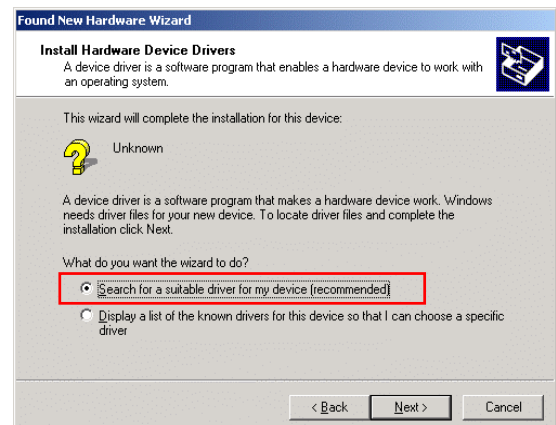 Found New Hardware Wizard
Install Hardware Device Drivers
A device driver is a software program that enables a hardware device to work with
an operating system.
This wizard will complete the installation for this device:
Unknown
A device driver is a software program that makes a hardware device work. Windows
needs driver files for your new device. To locate driver files and complete the
installation click Next.
What do you want the wizard to do?
Search for a suitable driver for my device (recommended)
Display a list of the known drivers for this device so that I can choose a specific
driver
< Back
Next >
Cancel